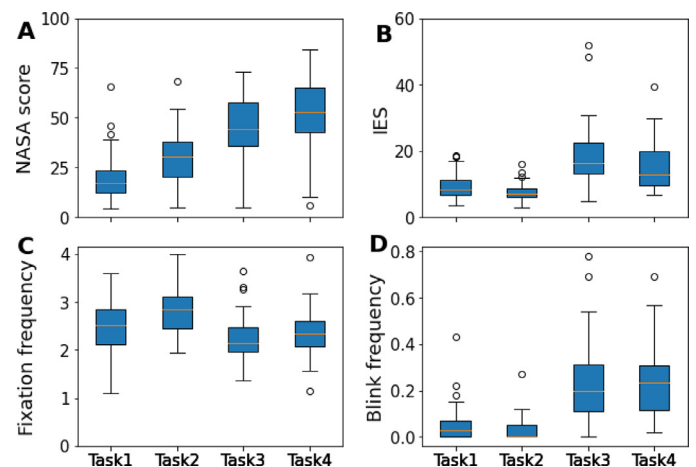 A
NASA score
100
75
50
25
0
B
IES
60
40
20
0
C
Fixation frequency
4
3
2
1
0
Task1 Task2 Task3 Task4
D
Blink frequency
0.8
0.6
0.4
0.2
0.0
Task1 Task2 Task3 Task4